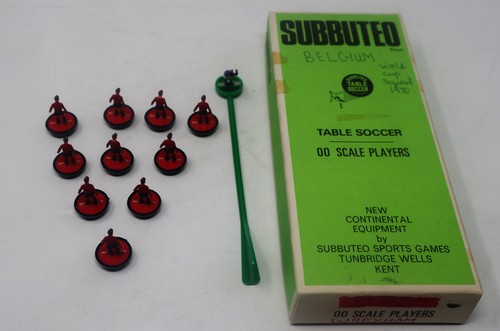 SUBBUTEO
BELGIUM
World
Cup
Squad
1970
TABLE
SOCCER
TABLE SOCCER
00 SCALE PLAYERS
NEW
CONTINENTAL
EQUIPMENT
by
SUBBUTEO SPORTS GAMES
TUNBRIDGE WELLS
KENT
00 SCALE PLAYERS